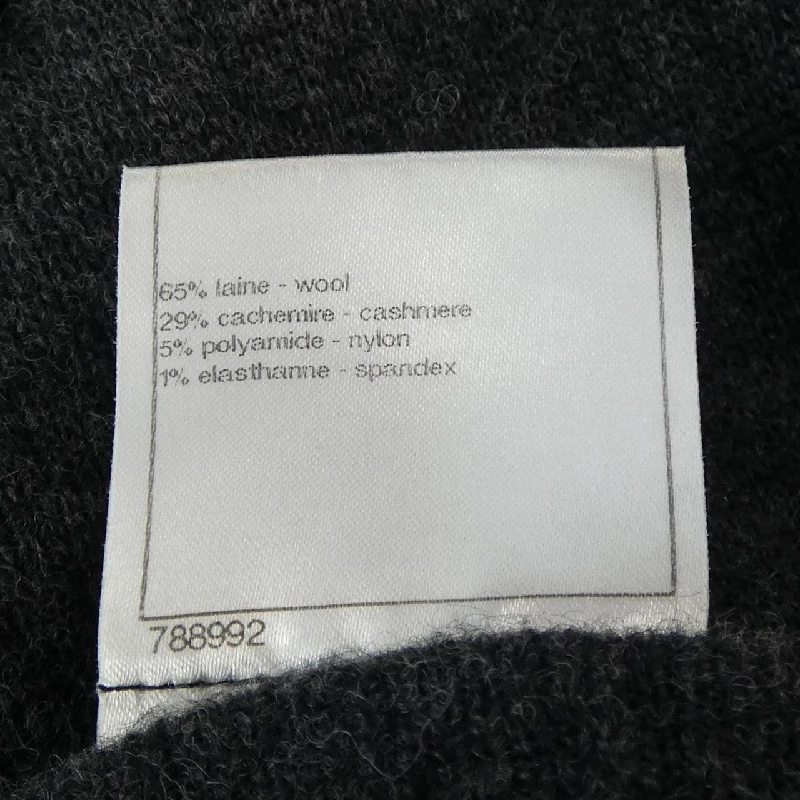 65% laine - wool
29% cachemire - cashmere
5% polyamide - nylon
1% elasthanne - spandex
788992